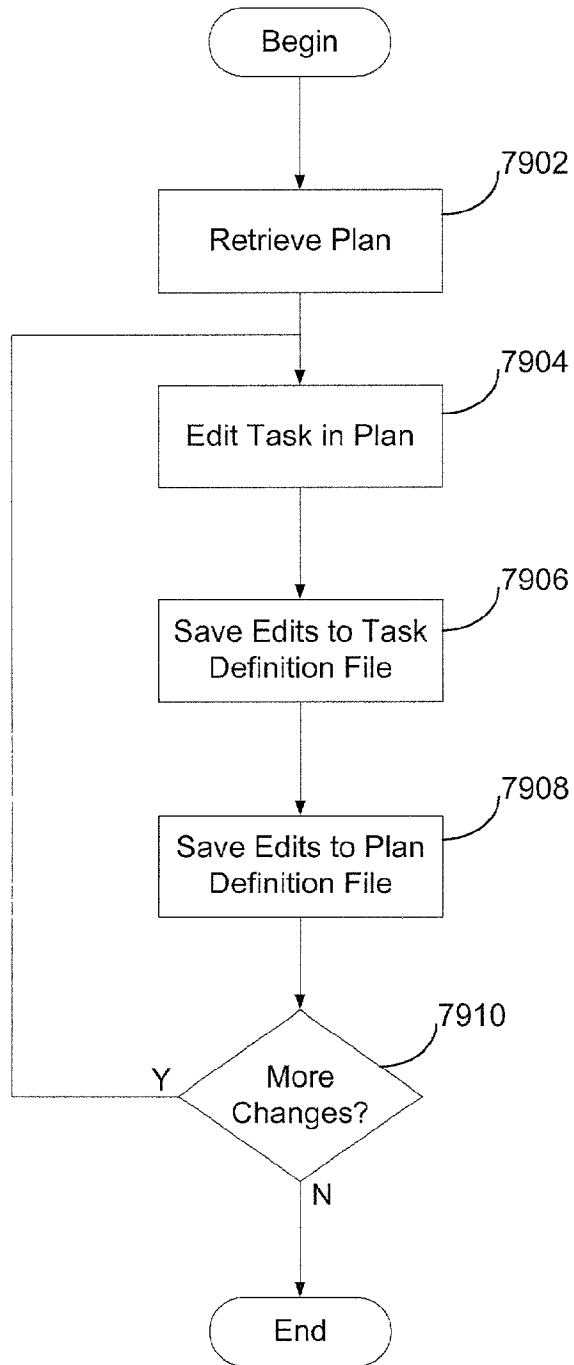 Begin
7902
Retrieve Plan
7904
Edit Task in Plan
7906
Save Edits to Task
Definition File
7908
Save Edits to Plan
Definition File
7910
More
Changes?
Y
N
End